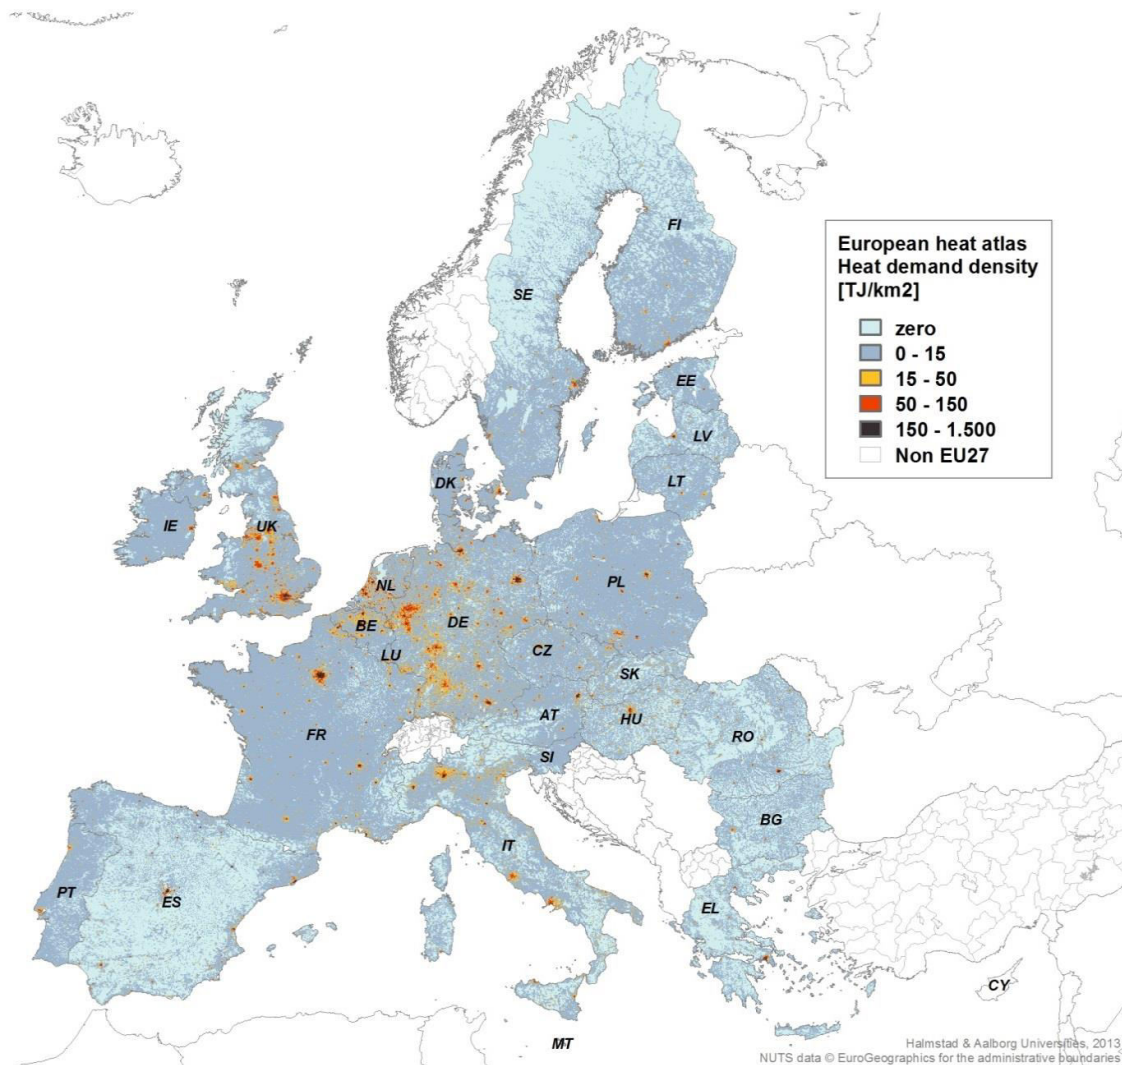 European heat atlas
Heat demand density
[TJ/km2]
zero
0 - 15
15 - 50
50 - 150
150 - 1.500
Non EU27
FI
SE
EE
LV
LT
DK
IE
UK
NL
PL
BE
DE
LU
CZ
SK
AT
HU
FR
SI
RO
BG
IT
PT
ES
EL
CY
MT
Halmstad & Aalborg Universities, 2013
NUTS data © EuroGeographics for the administrative boundaries